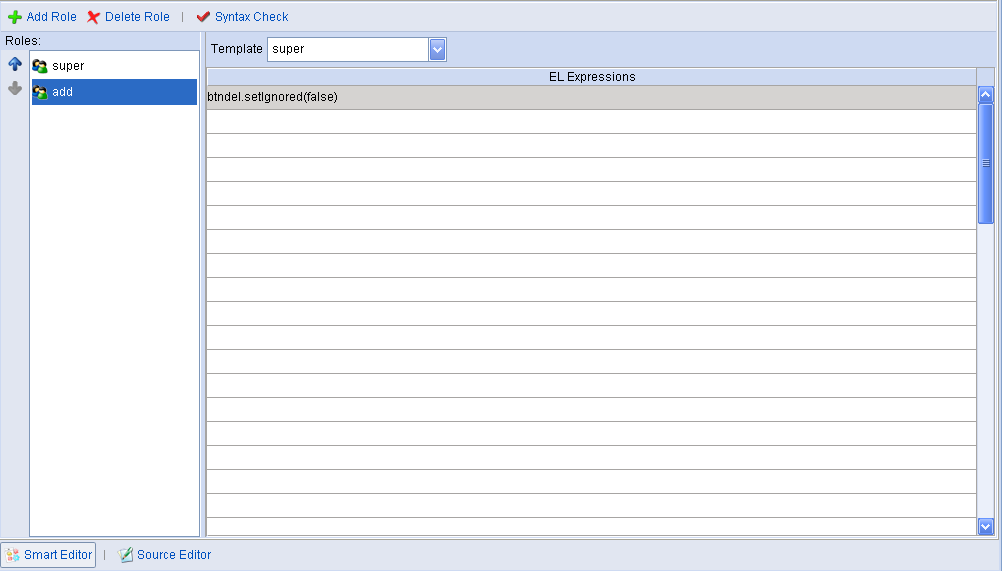 Add Role Delete Role | Syntax Check
Roles:
super
add
Template super
EL Expressions
btndel.setIgnored(false)
Smart Editor | Source Editor